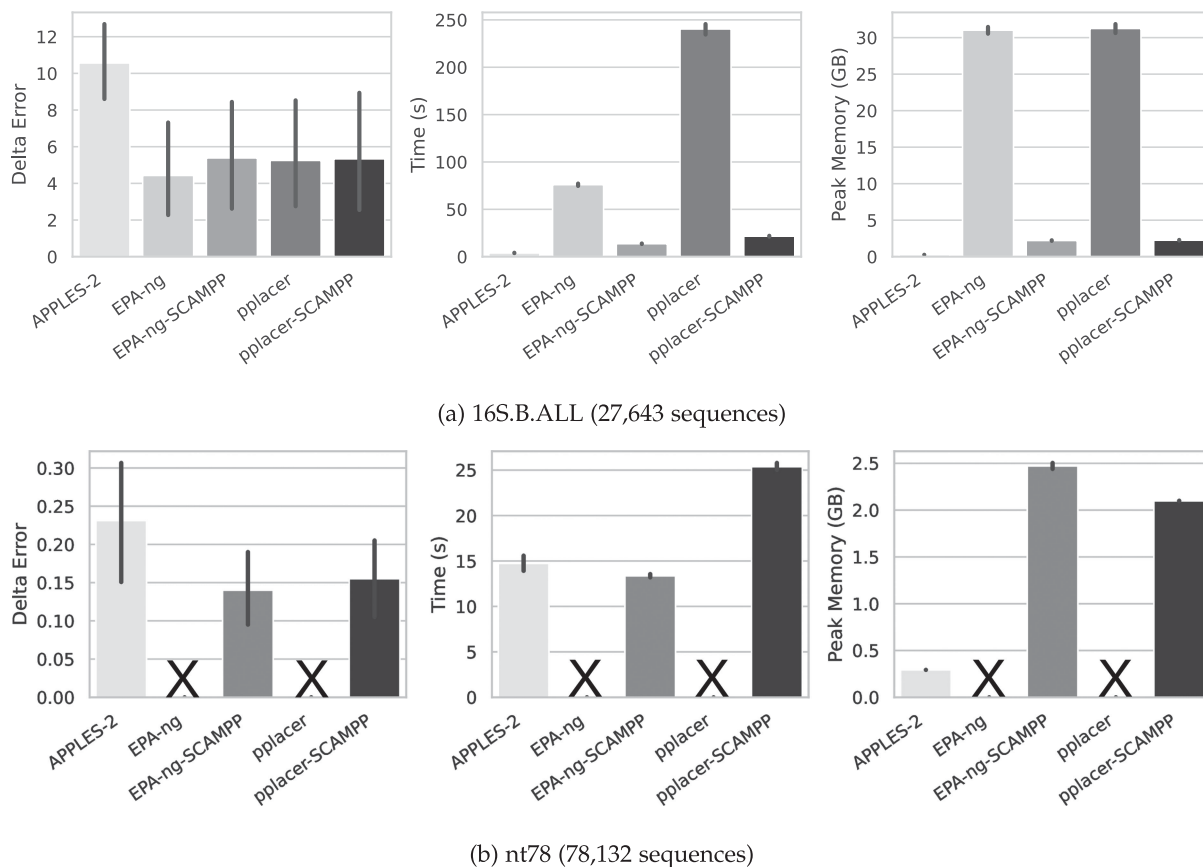 Delta Error
12
10
8
6
4
2
0
APPLES-2
EPA-ng
EPA-ng-SCAMPP
pplacer
pplacer-SCAMPP
Time (s)
250
200
150
100
50
0
APPLES-2
EPA-ng
EPA-ng-SCAMPP
pplacer
pplacer-SCAMPP
Peak Memory (GB)
30
25
20
15
10
5
0
APPLES-2
EPA-ng
EPA-ng-SCAMPP
pplacer
pplacer-SCAMPP
(a) 16S.B.ALL (27,643 sequences)
Delta Error
0.30
0.25
0.20
0.15
0.10
0.05
0.00
X
X
APPLES-2
EPA-ng
EPA-ng-SCAMPP
pplacer
pplacer-SCAMPP
Time (s)
25
20
15
10
5
0
X
X
APPLES-2
EPA-ng
EPA-ng-SCAMPP
pplacer
pplacer-SCAMPP
Peak Memory (GB)
2.5
2.0
1.5
1.0
0.5
0.0
X
X
APPLES-2
EPA-ng
EPA-ng-SCAMPP
pplacer
pplacer-SCAMPP
(b) nt78 (78,132 sequences)